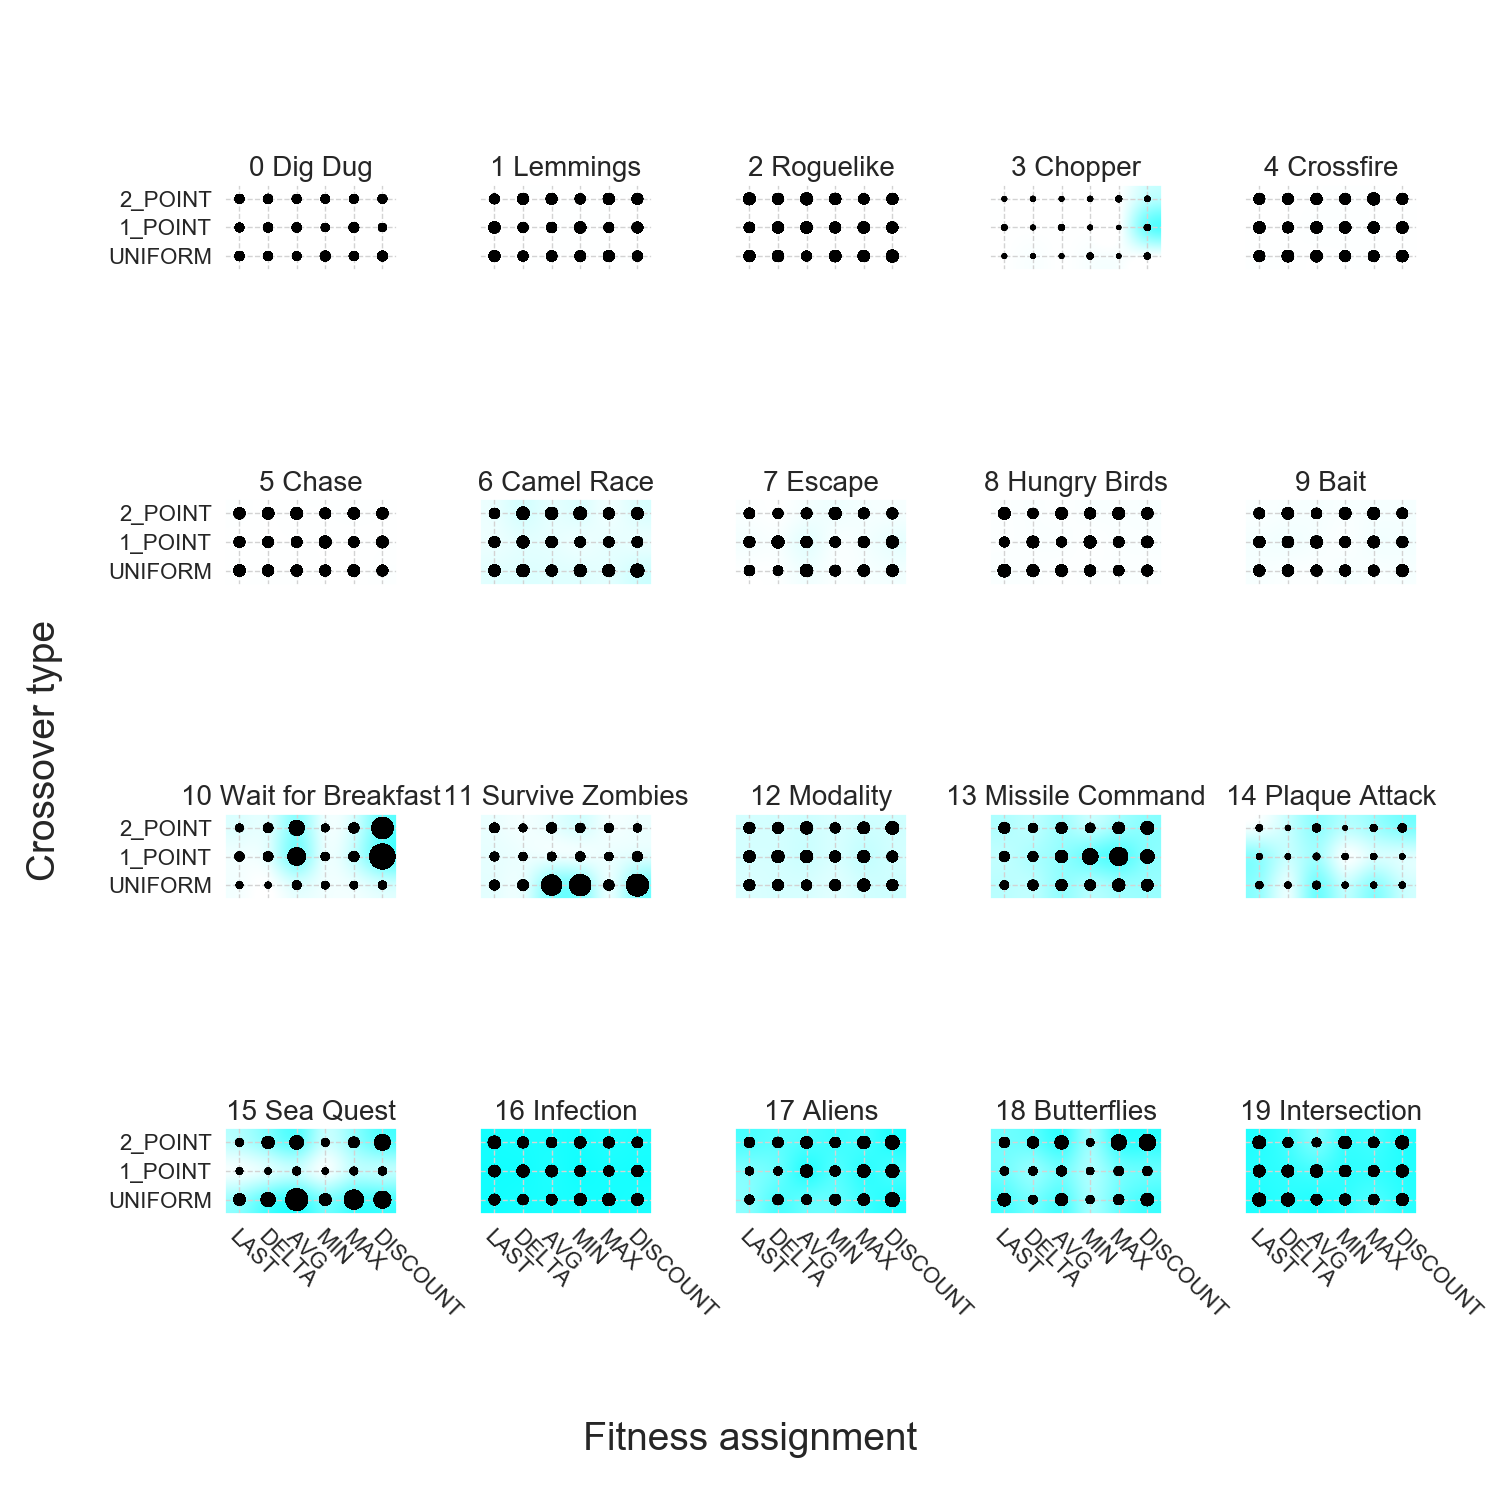 0 Dig Dug
1 Lemmings
2 Roguelike
3 Chopper
4 Crossfire
2_POINT
1_POINT
UNIFORM
5 Chase
6 Camel Race
7 Escape
8 Hungry Birds
9 Bait
2_POINT
1_POINT
UNIFORM
Crossover type
10 Wait for Breakfast
11 Survive Zombies
12 Modality
13 Missile Command
14 Plaque Attack
2_POINT
1_POINT
UNIFORM
15 Sea Quest
16 Infection
17 Aliens
18 Butterflies
19 Intersection
2_POINT
1_POINT
UNIFORM
LAST
DELTA
AVG
MIN
MAX
DISCOUNT
LAST
DELTA
AVG
MIN
MAX
DISCOUNT
LAST
DELTA
AVG
MIN
MAX
DISCOUNT
LAST
DELTA
AVG
MIN
MAX
DISCOUNT
LAST
DELTA
AVG
MIN
MAX
DISCOUNT
Fitness assignment